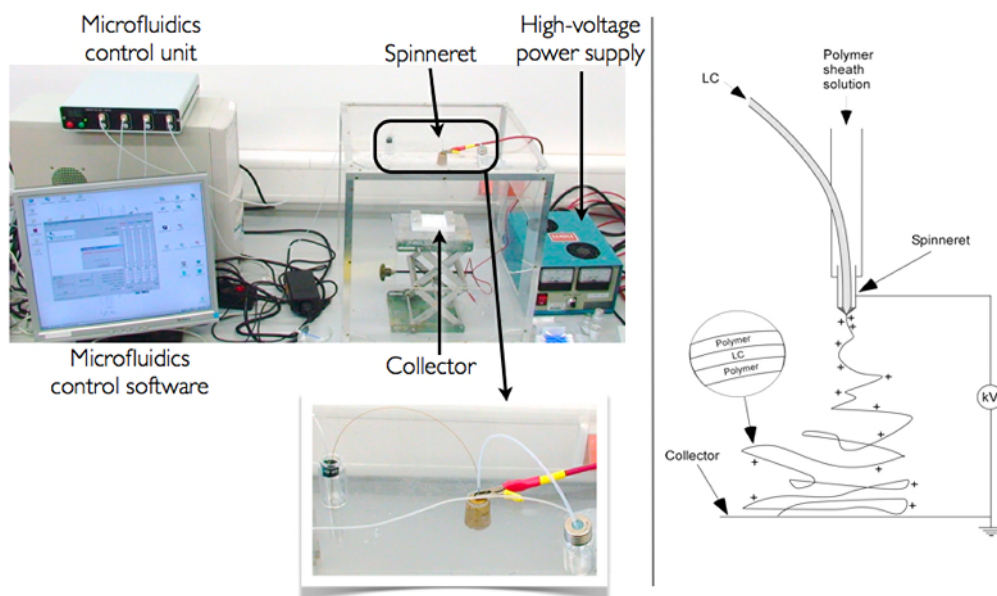 Microfluidics
control unit
Spinneret
High-voltage
power supply
Microfluidics
control software
Collector
LC
Polymer
sheath
solution
Spinneret
Polymer
LC
Polymer
+
+
+
+
+
+
+
+
+
+
+
+
+
+
kV
Collector